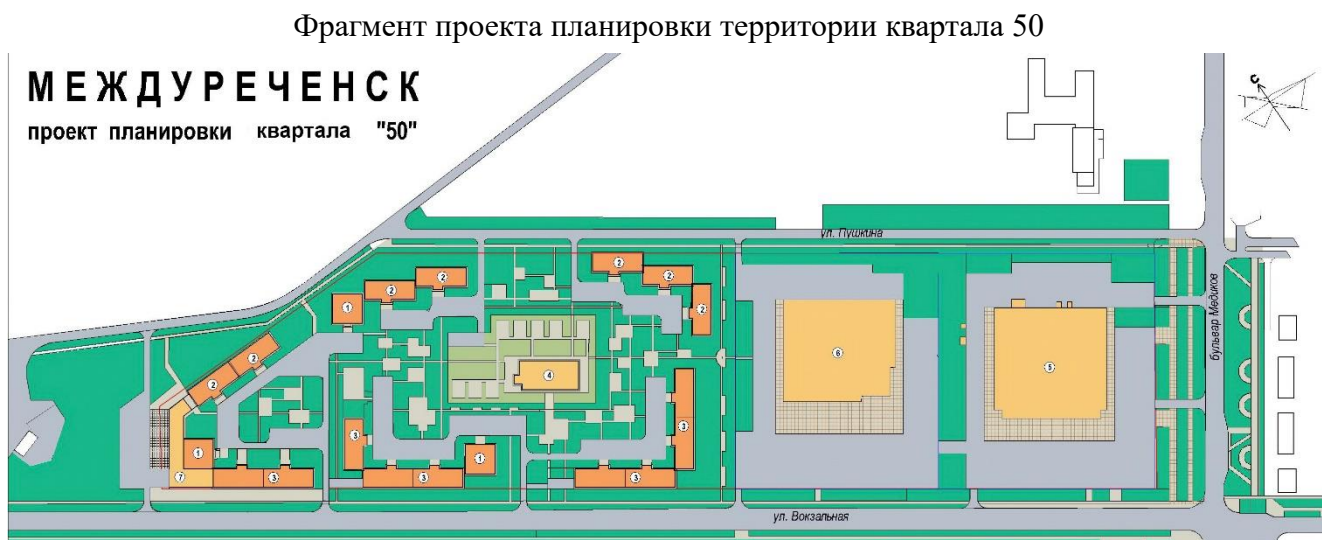 Фрагмент проекта планировки территории квартала 50
МЕЖДУРЕЧЕНСК
проект планировки квартала "50"
С
ул. Пушкина
бульвар Медиков
2
2
2
2
2
1
2
2
2
6
5
4
3
3
1
1
3
3
3
7
ул. Вокзальная